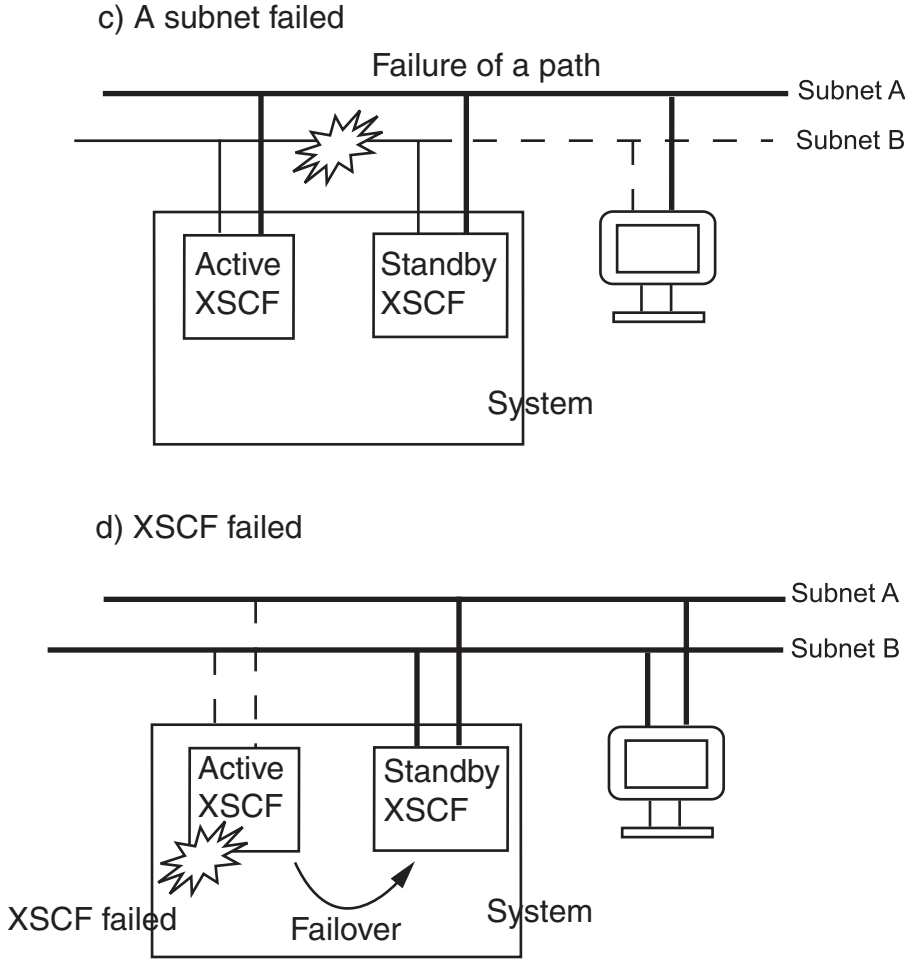 c) A subnet failed
Failure of a path
Subnet A
Subnet B
Active
XSCF
Standby
XSCF
System
d) XSCF failed
Subnet A
Subnet B
Active
XSCF
Standby
XSCF
XSCF failed
Failover
System